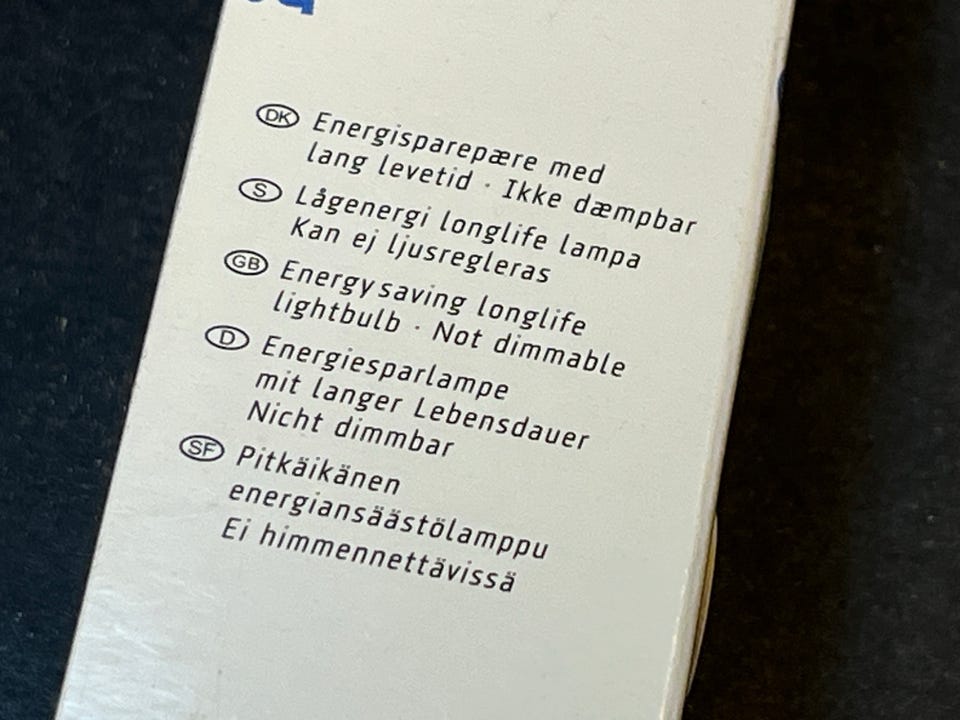 DK Energisparepære med
lang levetid · Ikke dæmpbar
S Lågenergi longlife lampa
Kan ej ljusregleras
GB Energy saving longlife
lightbulb · Not dimmable
D Energiesparlampe
mit langer Lebensdauer
Nicht dimmbar
SF Pitkäikänen
energiansäästölamppu
Ei himmennettävissä